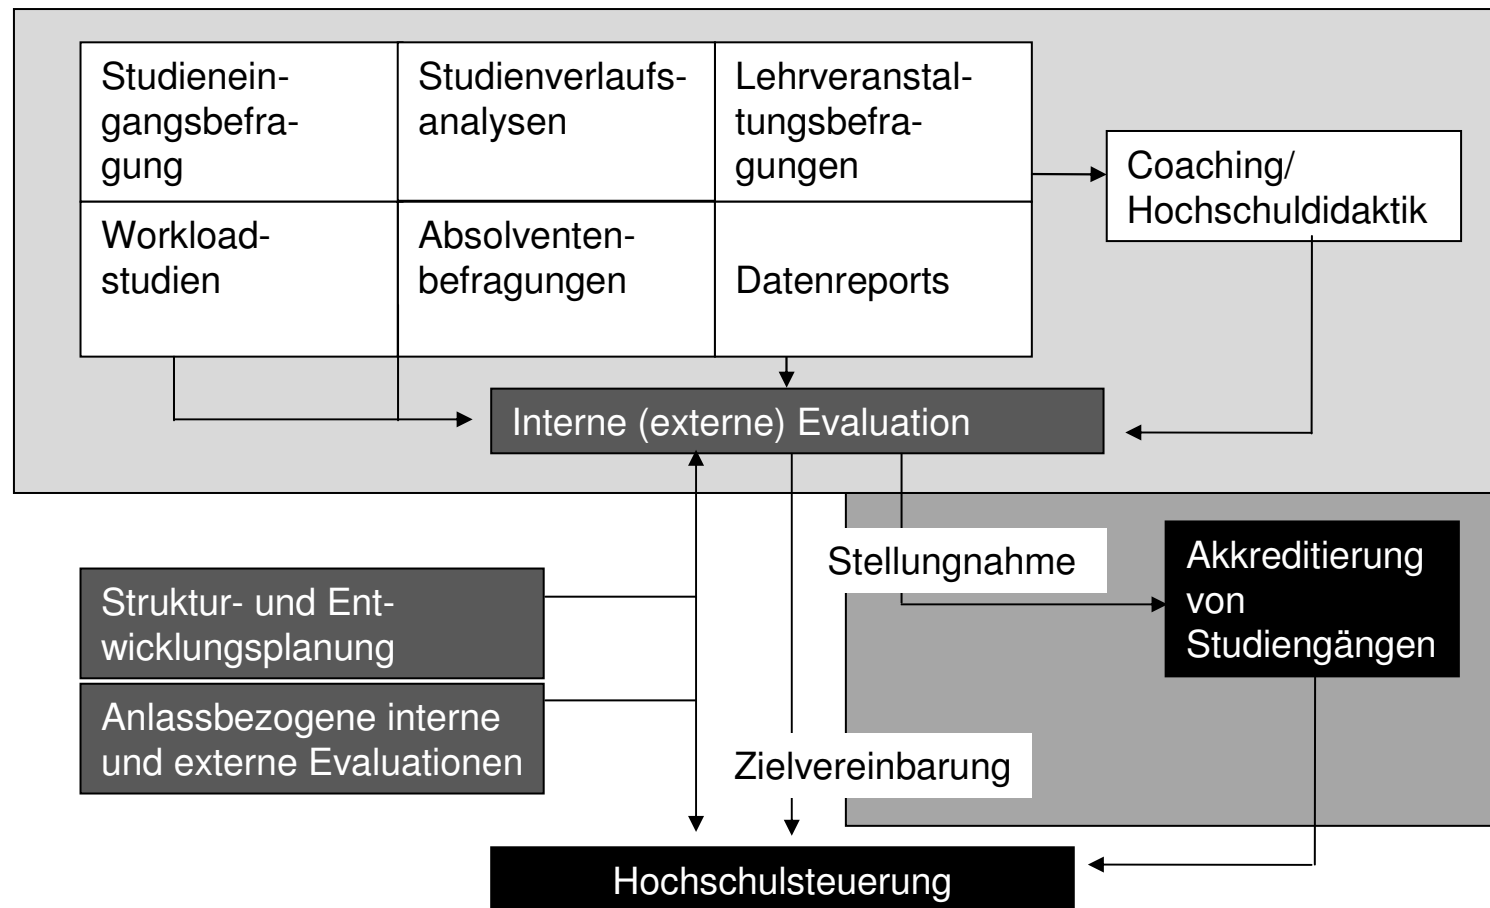 Studienein-
gangsbefra-
gung
Studienverlaufs-
analysen
Lehrveranstal-
tungsbefra-
gungen
Coaching/
Hochschuldidaktik
Workload-
studien
Absolventen-
befragungen
Datenreports
Interne (externe) Evaluation
Stellungnahme
Akkreditierung
von
Studiengängen
Struktur- und Ent-
wicklungsplanung
Anlassbezogene interne
und externe Evaluationen
Zielvereinbarung
Hochschulsteuerung